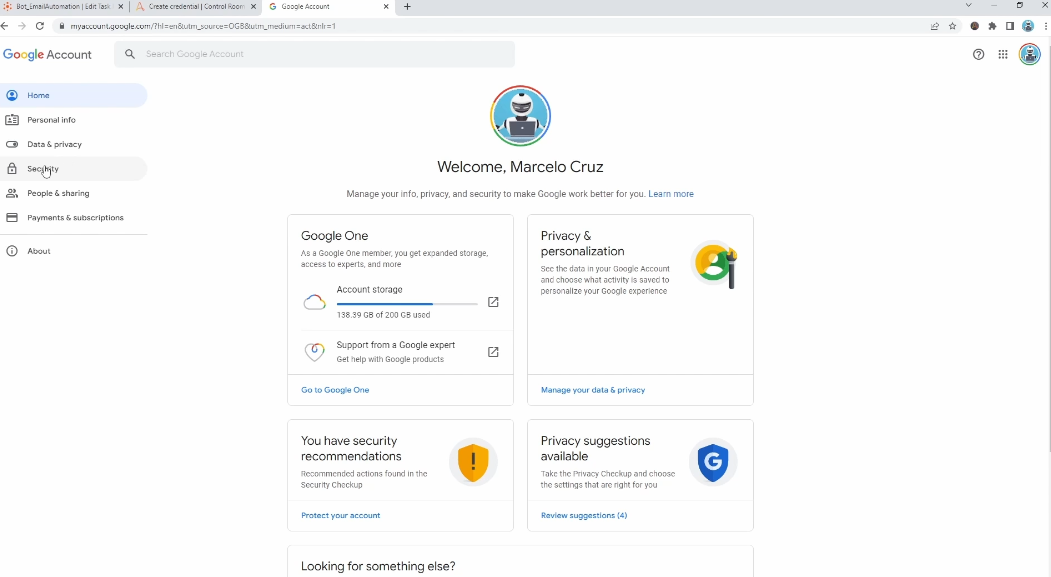 Bot_EmailAutomation | Edit Task
Create credential | Control Room
Google Account
myaccount.google.com/?hl=en&utm_source=OGB&utm_medium=act&nlr=1
Google Account
Search Google Account
Home
Personal info
Data & privacy
Security
People & sharing
Payments & subscriptions
About
Welcome, Marcelo Cruz
Manage your info, privacy, and security to make Google work better for you. Learn more
Google One
As a Google One member, you get expanded storage,
access to experts, and more
Account storage
138.39 GB of 200 GB used
Support from a Google expert
Get help with Google products
Go to Google One
Privacy &
personalization
See the data in your Google Account
and choose what activity is saved to
personalize your Google experience
Manage your data & privacy
You have security
recommendations
Recommended actions found in the
Security Checkup
Protect your account
Privacy suggestions
available
Take the Privacy Checkup and choose
the settings that are right for you
Review suggestions (4)
Looking for something else?